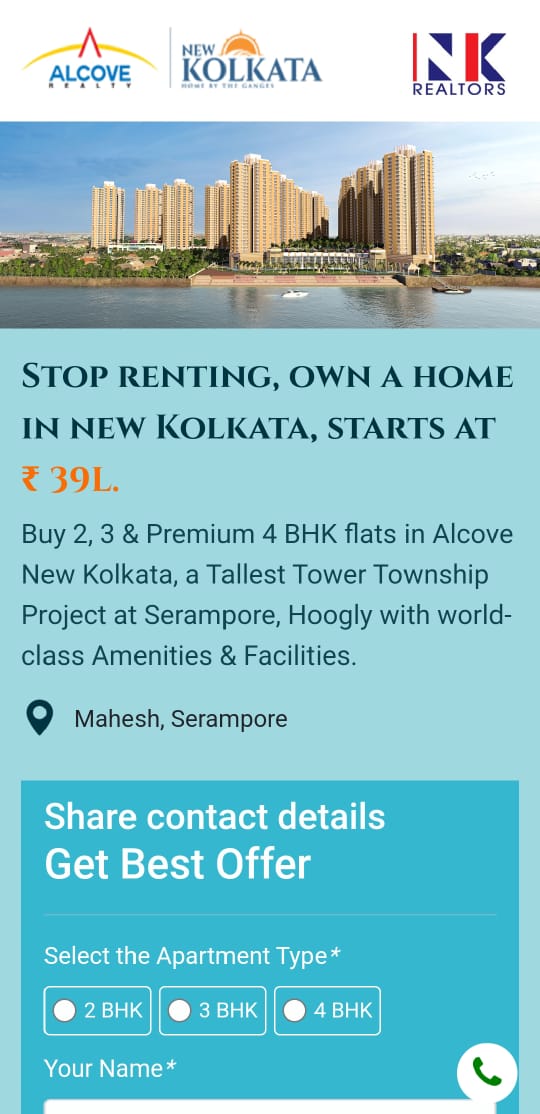 ALCOVE
REALTY
NEW
KOLKATA
HOME BY THE GANGES
NK
REALTORS
STOP RENTING, OWN A HOME
IN NEW KOLKATA, STARTS AT
₹ 39L.
Buy 2, 3 & Premium 4 BHK flats in Alcove
New Kolkata, a Tallest Tower Township
Project at Serampore, Hoogly with world-
class Amenities & Facilities.
Mahesh, Serampore
Share contact details
Get Best Offer
Select the Apartment Type*
2 BHK 3 BHK 4 BHK
Your Name*